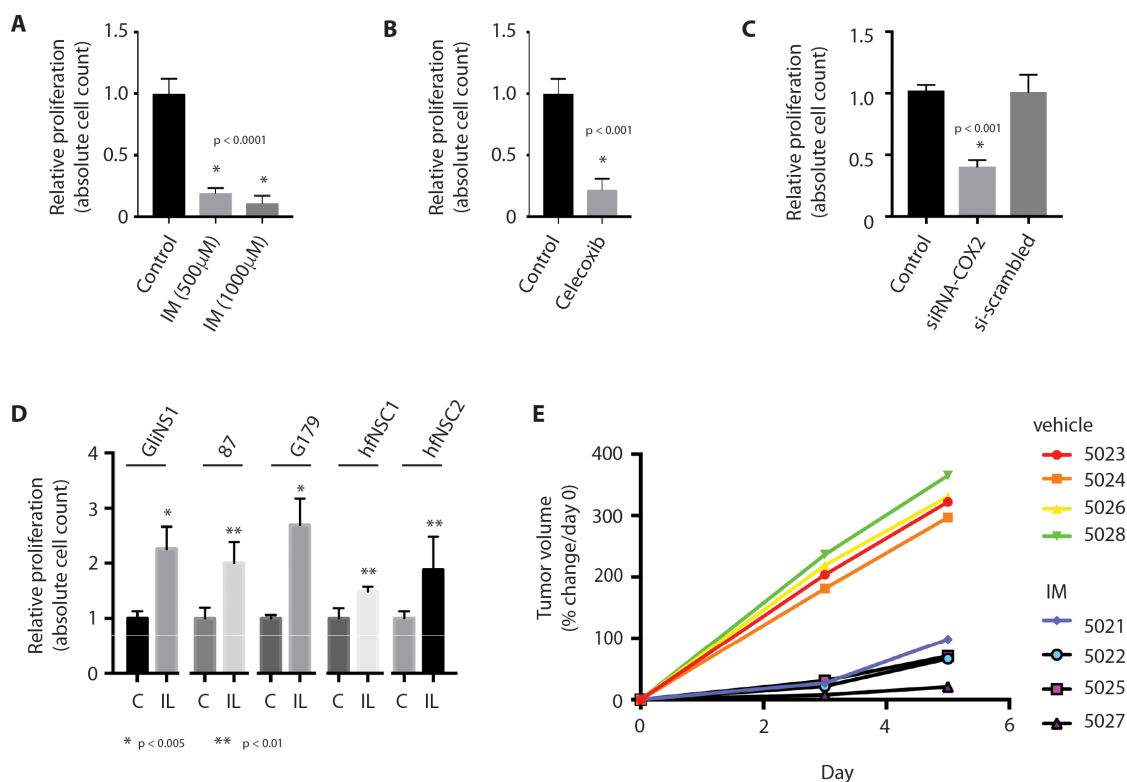 A
Relative proliferation
(absolute cell count)
1.5
1.0
0.5
0
p < 0.0001
*
*
Control
IM (500µM)
IM (1000µM)
B
Relative proliferation
(absolute cell count)
1.5
1.0
0.5
0
p < 0.001
*
Control
Celecoxib
C
Relative proliferation
(absolute cell count)
1.5
1.0
0.5
0
p < 0.001
*
Control
siRNA-COX2
si-scrambled
D
GliNS1
87
G179
hfNSC1
hfNSC2
Relative proliferation
(absolute cell count)
4
3
2
1
0
*
**
*
**
**
C IL C IL C IL C IL C IL
* p < 0.005 ** p < 0.01
E
Tumor volume
(% change/day 0)
400
300
200
100
0
0 2 4 6
Day
vehicle
5023
5024
5026
5028
IM
5021
5022
5025
5027